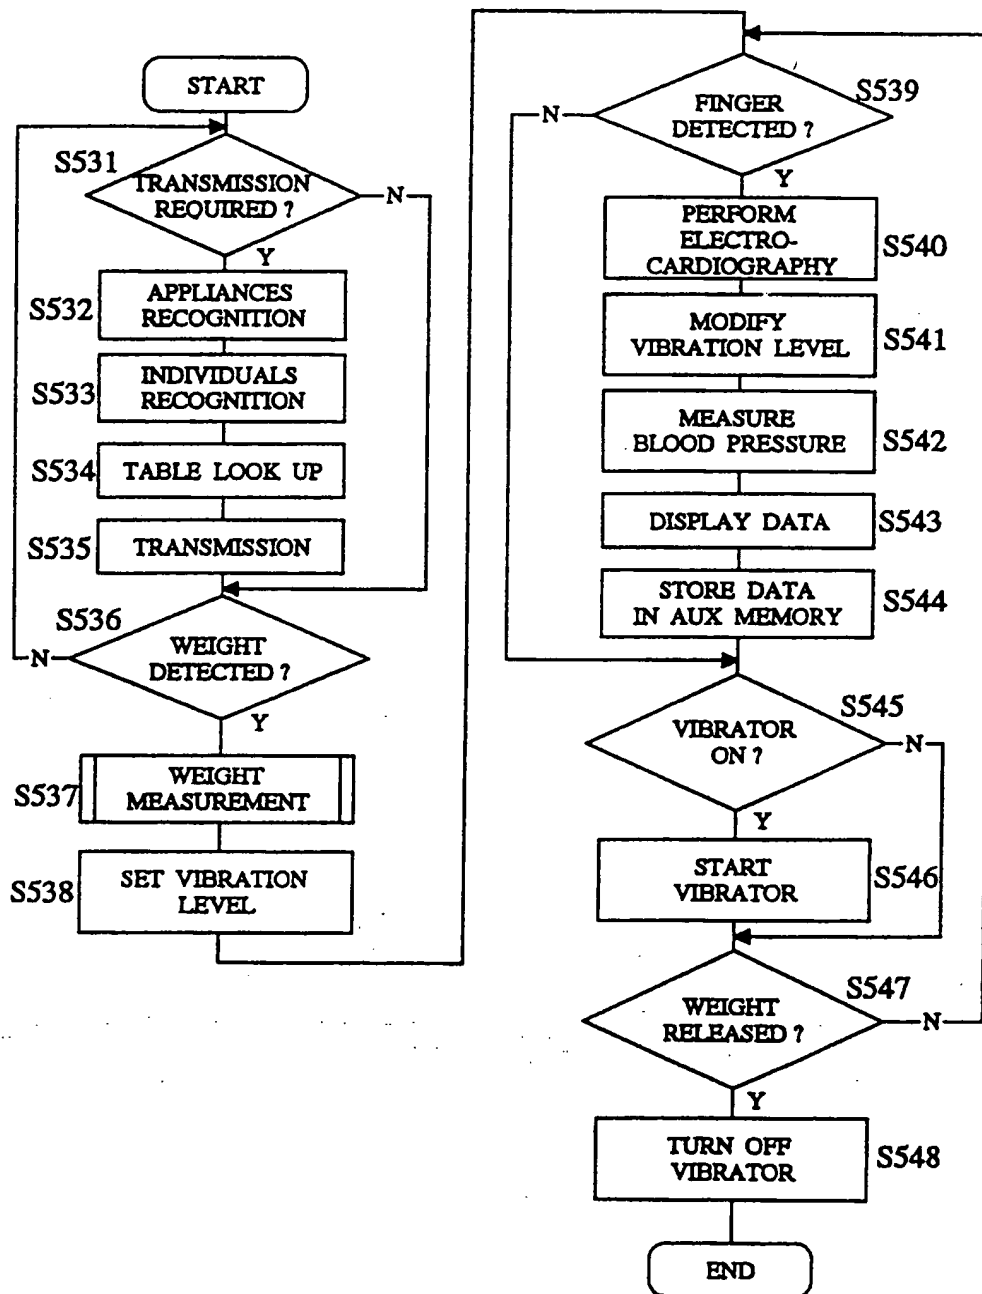 START
S531
TRANSMISSION
REQUIRED ?
N
Y
S532
APPLIANCES
RECOGNITION
S533
INDIVIDUALS
RECOGNITION
S534
TABLE LOOK UP
S535
TRANSMISSION
S536
WEIGHT
DETECTED ?
N
Y
S537
WEIGHT
MEASUREMENT
S538
SET VIBRATION
LEVEL
S539
FINGER
DETECTED ?
N
Y
PERFORM
ELECTRO-
CARDIOGRAPHY
S540
MODIFY
VIBRATION LEVEL
S541
MEASURE
BLOOD PRESSURE
S542
DISPLAY DATA
S543
STORE DATA
IN AUX MEMORY
S544
S545
VIBRATOR
ON ?
N
Y
START
VIBRATOR
S546
S547
WEIGHT
RELEASED ?
N
Y
TURN OFF
VIBRATOR
S548
END